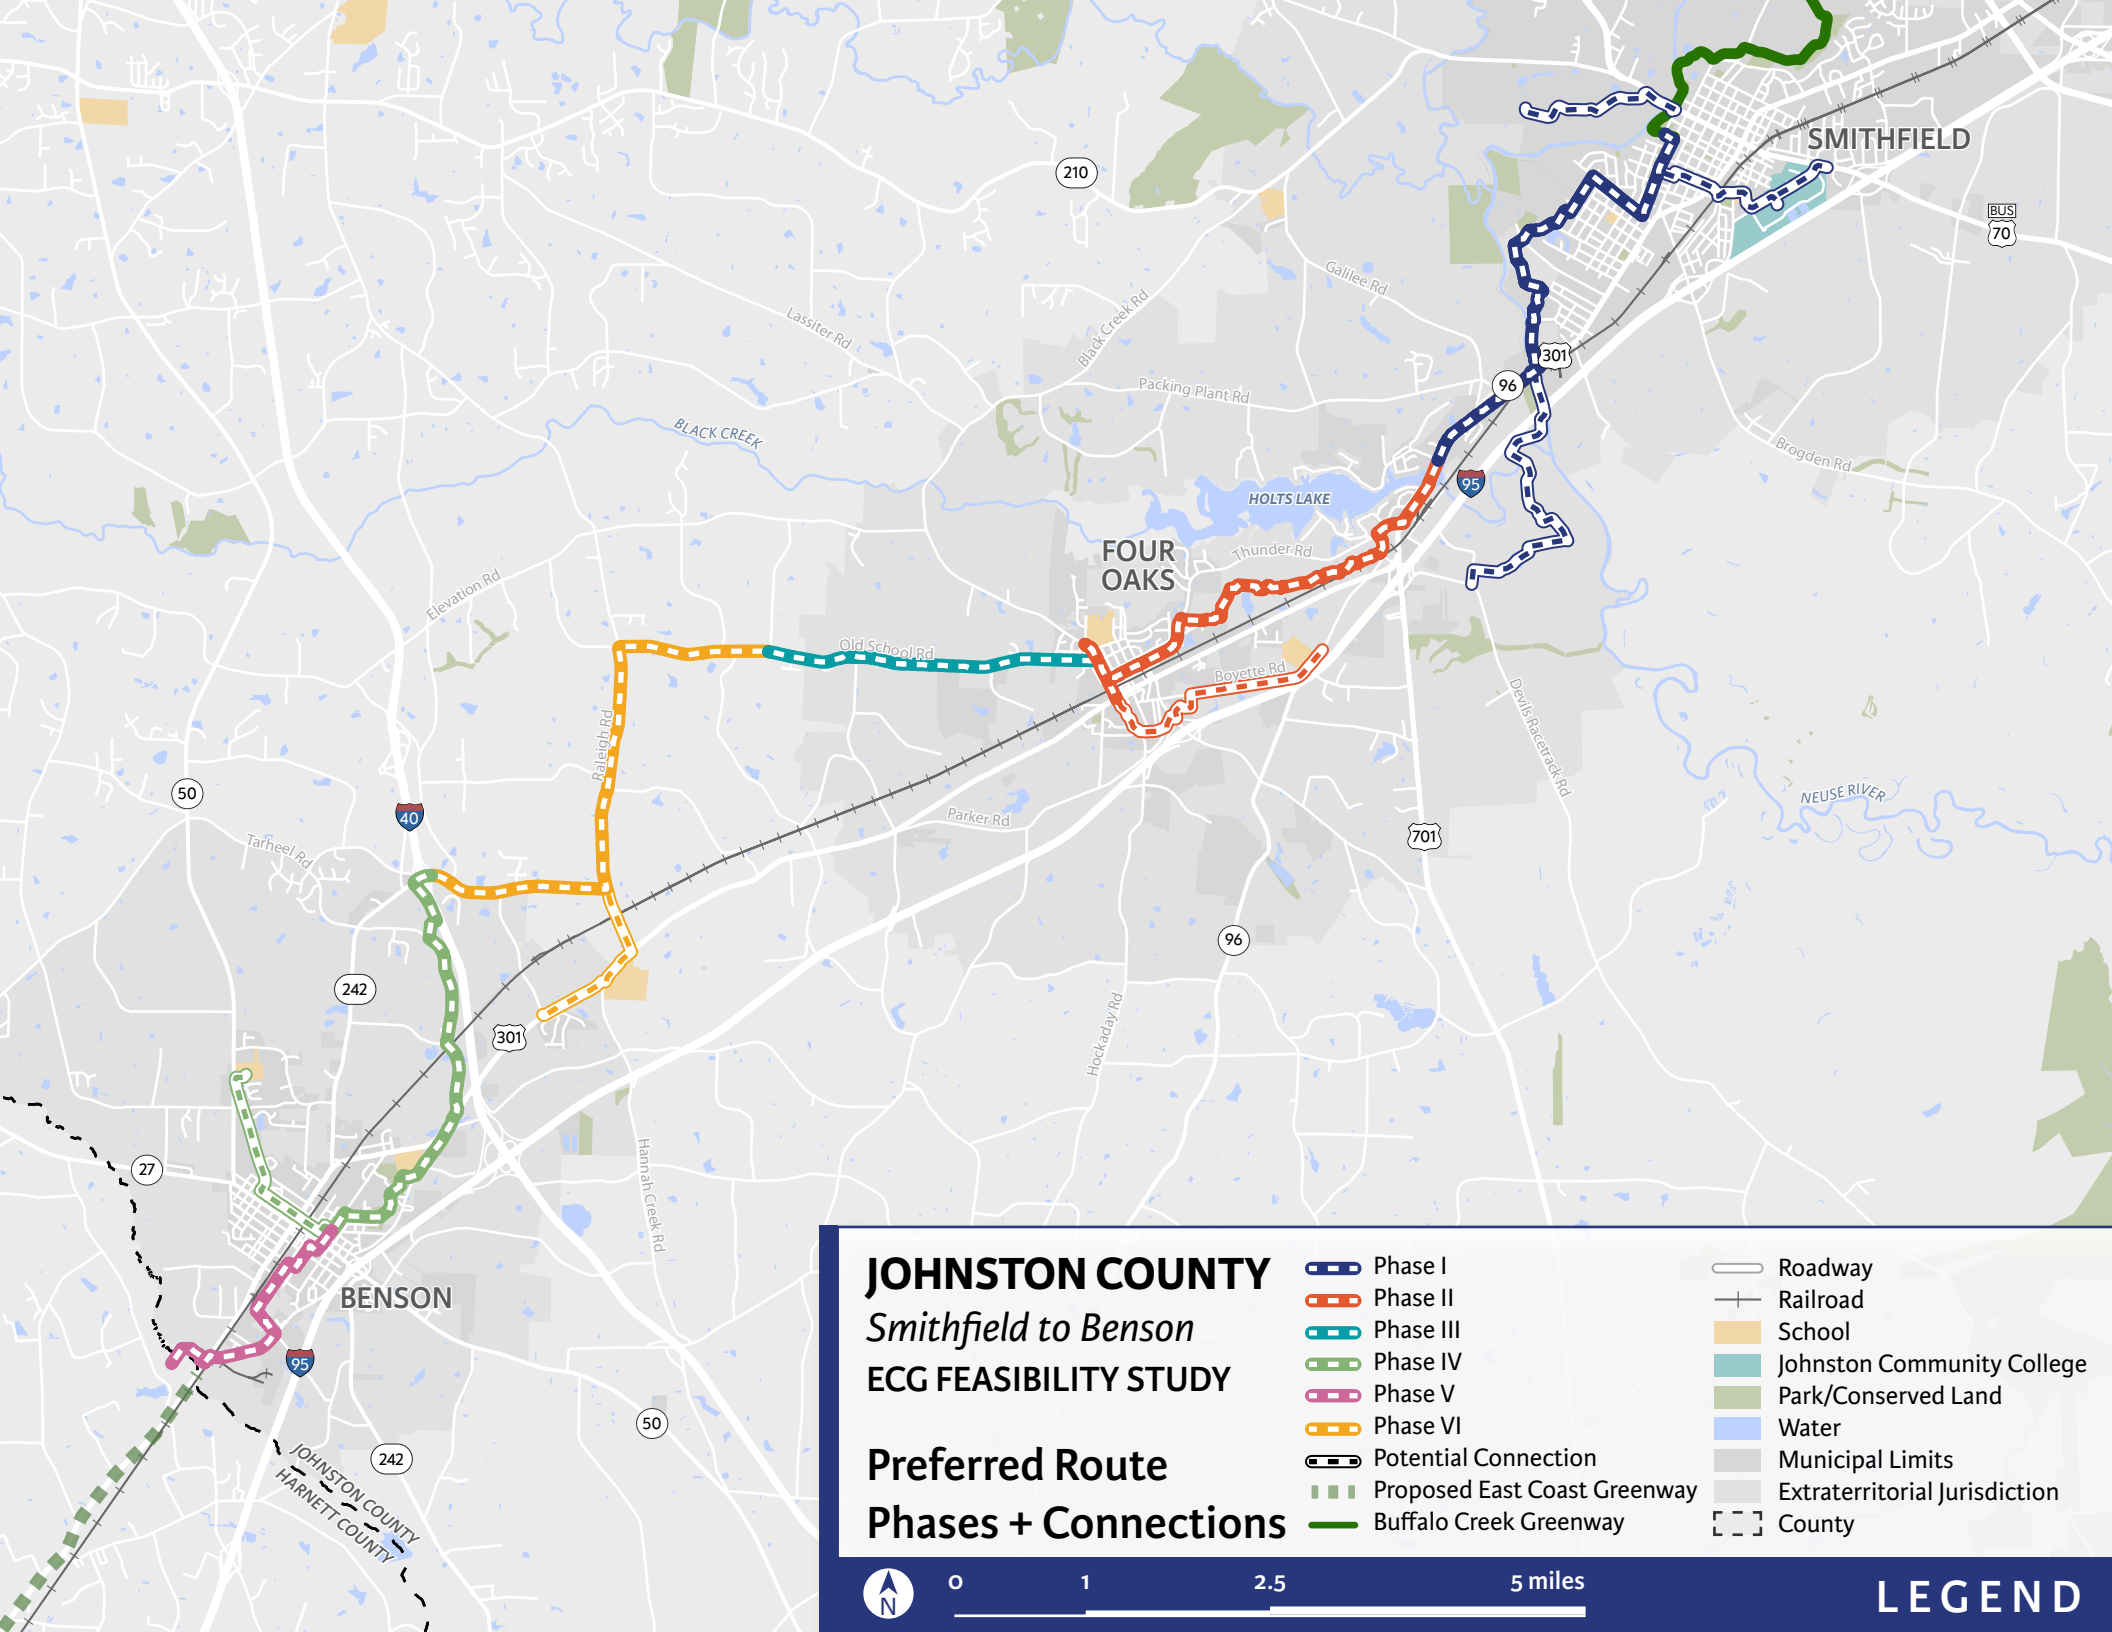 SMITHFIELD
210
BUS
70
Galilee Rd
Black Creek Rd
Lassiter Rd
301
96
Packing Plant Rd
BLACK CREEK
Brogden Rd
95
HOLTS LAKE
FOUR
OAKS
Thunder Rd
Elevation Rd
Old School Rd
Boyette Rd
Devils Racetrack Rd
Raleigh Rd
50
NEUSE RIVER
40
Parker Rd
701
Tarheel Rd
96
242
301
Hockaday Rd
27
Hannah Creek Rd
BENSON
95
50
242
JOHNSTON COUNTY
HARNETT COUNTY
JOHNSTON COUNTY
Smithfield to Benson
ECG FEASIBILITY STUDY
Preferred Route
Phases + Connections
Phase I
Phase II
Phase III
Phase IV
Phase V
Phase VI
Potential Connection
Proposed East Coast Greenway
Buffalo Creek Greenway
Roadway
Railroad
School
Johnston Community College
Park/Conserved Land
Water
Municipal Limits
Extraterritorial Jurisdiction
County
N
0 1 2.5 5 miles
LEGEND